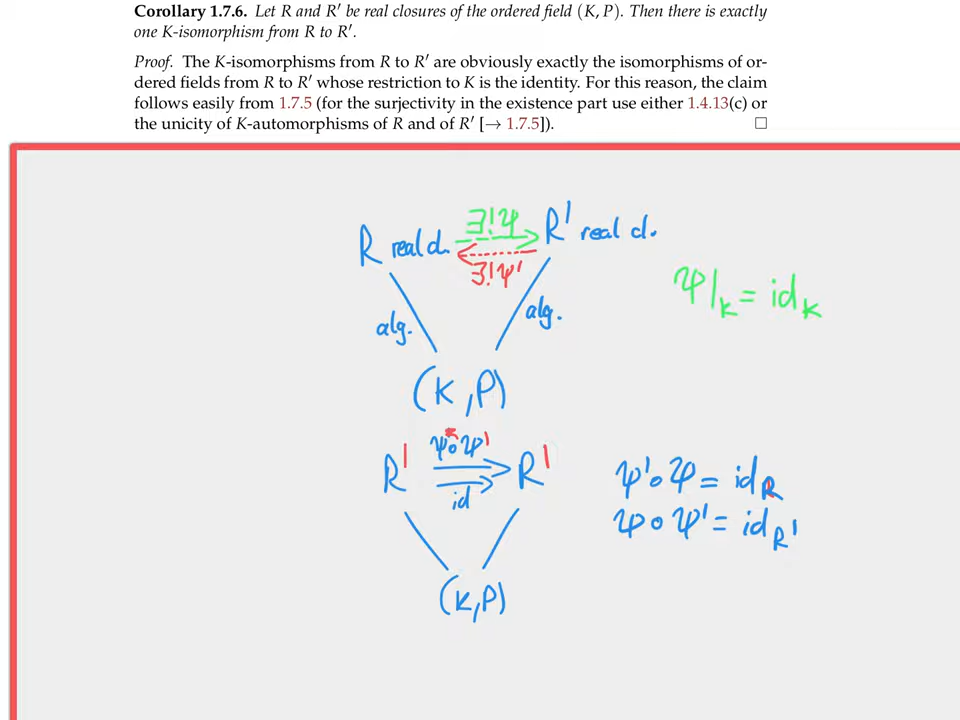 Corollary 1.7.6. Let R and R′ be real closures of the ordered field (K, P). Then there is exactly
one K-isomorphism from R to R′.
Proof. The K-isomorphisms from R to R′ are obviously exactly the isomorphisms of or-
dered fields from R to R′ whose restriction to K is the identity. For this reason, the claim
follows easily from 1.7.5 (for the surjectivity in the existence part use either 1.4.13(c) or
the unicity of K-automorphisms of R and of R′ [→ 1.7.5]). □
∃!ψ
R real cl. R' real cl.
∃!ψ'
ψ|K = idK
alg. alg.
(K,P)
ψ∘ψ'
R' R'
id
ψ'∘ψ = idR
ψ∘ψ' = idR'
(K,P)